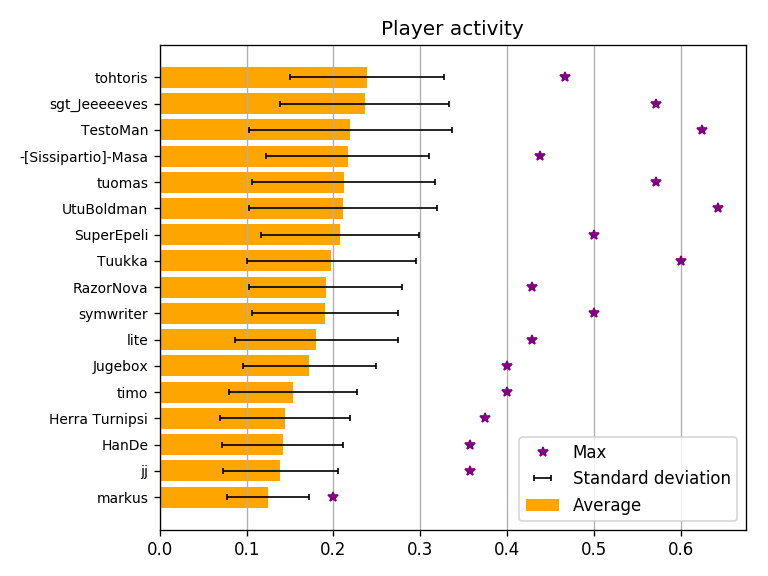 Player activity
tohtoris
sgt_Jeeeeeves
TestoMan
-[Sissipartio]-Masa
tuomas
UtuBoldman
SuperEpeli
Tuukka
RazorNova
symwriter
lite
Jugebox
timo
Herra Turnipsi
HanDe
jj
markus
Max
Standard deviation
Average
0.0 0.1 0.2 0.3 0.4 0.5 0.6